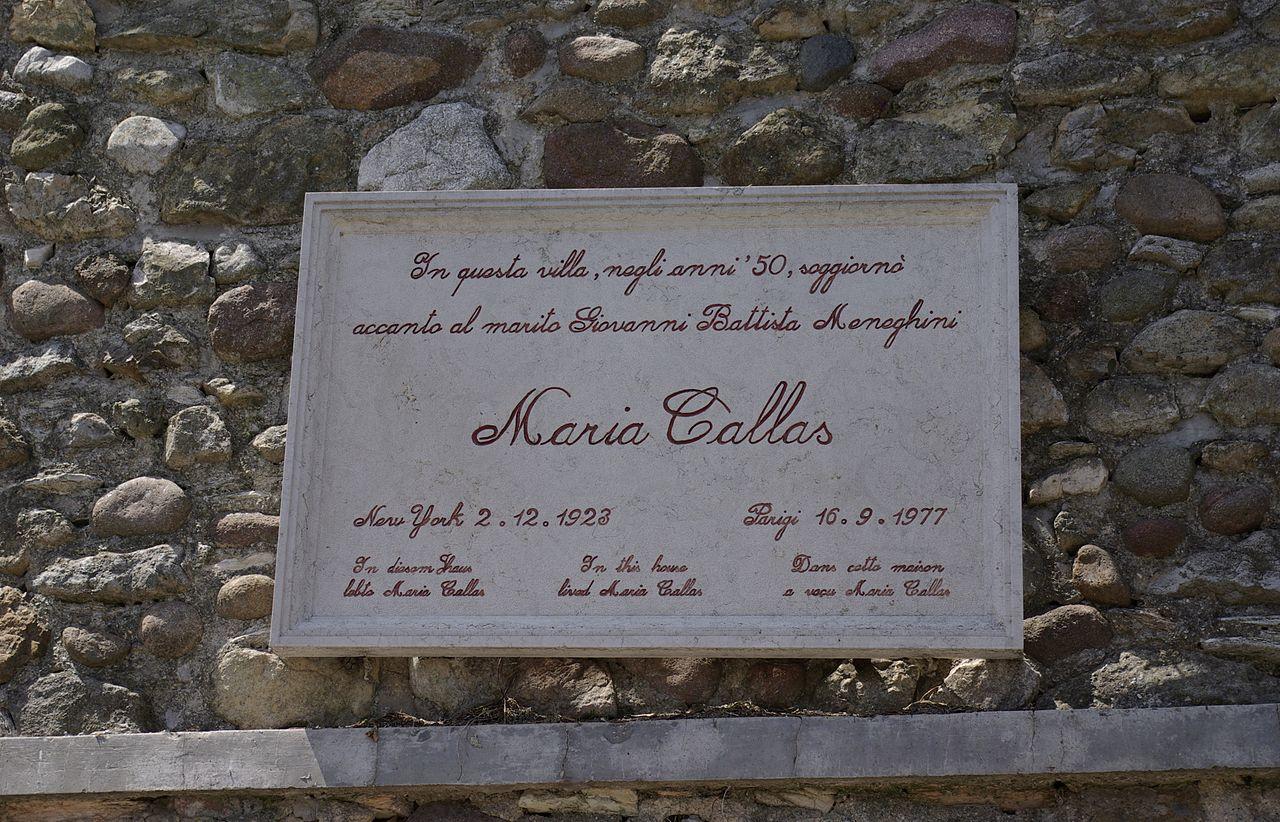 In questa villa, negli anni '50, soggiornò
accanto al marito Giovanni Battista Meneghini
Maria Callas
New York 2.12.1923
Parigi 16.9.1977
In diesem Haus
lebte Maria Callas
In this house
lived Maria Callas
Dans cette maison
a vecu Maria Callas